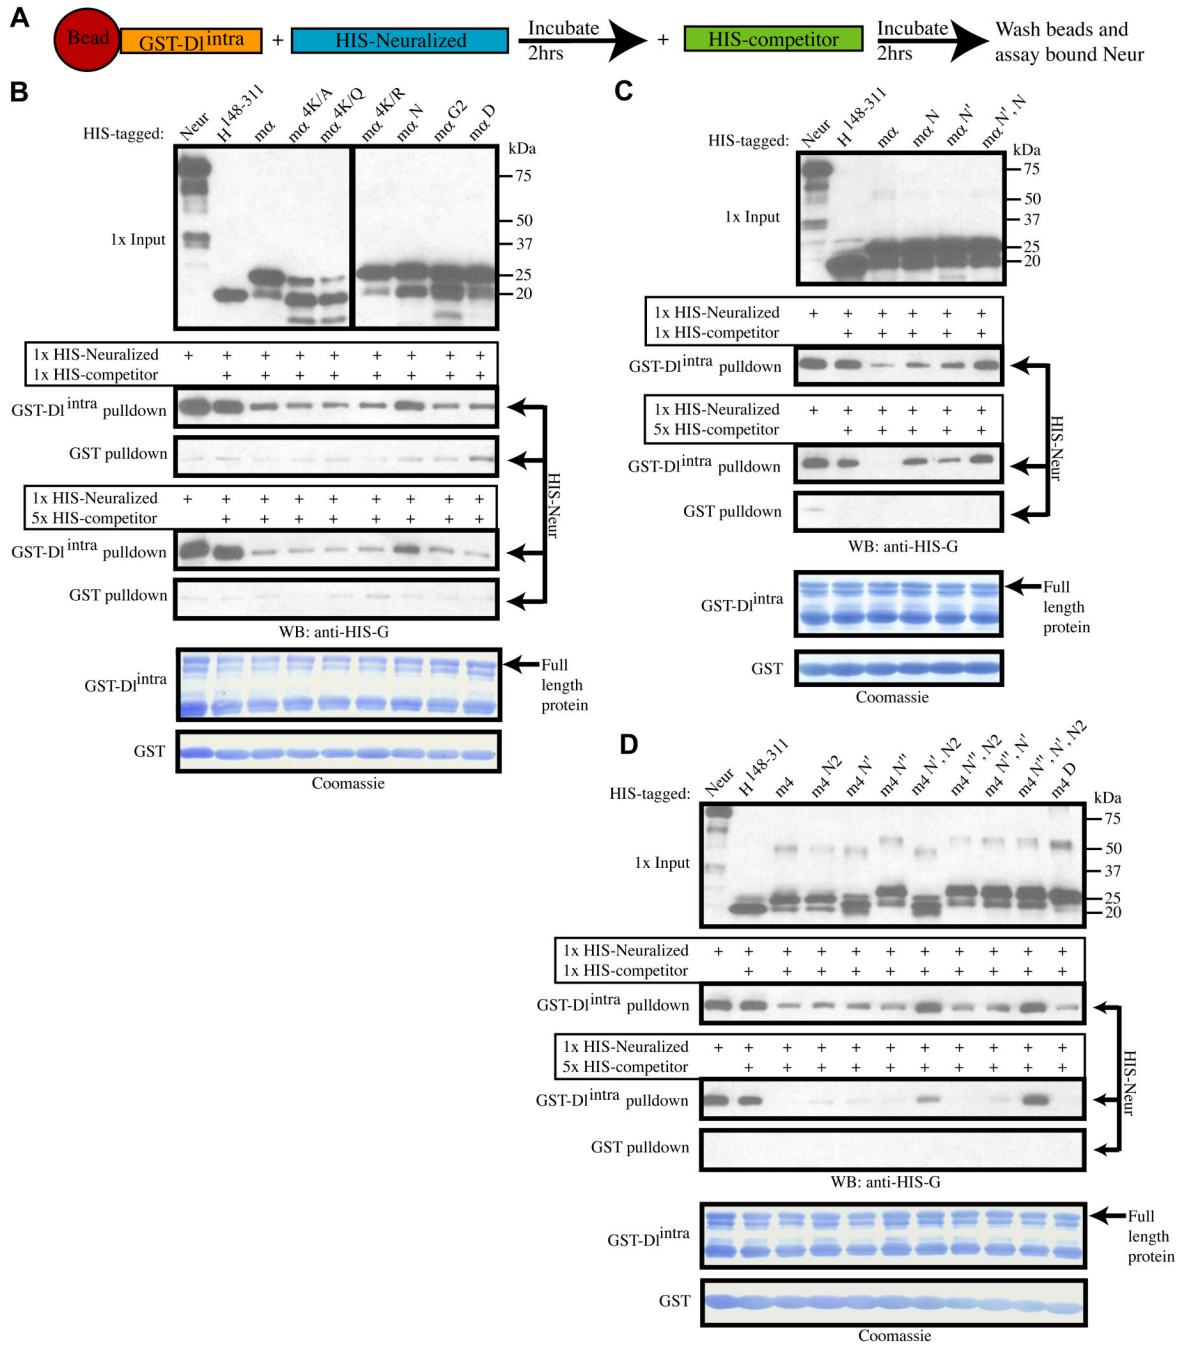 A
Bead
GST-Dl intra
+
HIS-Neuralized
Incubate
2hrs
+
HIS-competitor
Incubate
2hrs
Wash beads and
assay bound Neur
B
HIS-tagged:
Neur
H 148-311
mα
mα 4K/A
mα 4K/Q
mα 4K/R
mα N
mα G2
mα D
kDa
1x Input
75
50
37
25
20
1x HIS-Neuralized + + + + + + + + +
1x HIS-competitor + + + + + + + +
GST-Dl intra pulldown
GST pulldown
1x HIS-Neuralized + + + + + + + + +
5x HIS-competitor + + + + + + + +
GST-Dl intra pulldown
GST pulldown
HIS-Neur
WB: anti-HIS-G
GST-Dl intra
Full
length
protein
GST
Coomassie
C
HIS-tagged:
Neur
H 148-311
mα
mα N
mα N'
mα N', N
kDa
1x Input
75
50
37
25
20
1x HIS-Neuralized + + + + + +
1x HIS-competitor + + + + +
GST-Dl intra pulldown
1x HIS-Neuralized + + + + + +
5x HIS-competitor + + + + +
GST-Dl intra pulldown
GST pulldown
HIS-Neur
WB: anti-HIS-G
GST-Dl intra
Full
length
protein
GST
Coomassie
D
HIS-tagged:
Neur
H 148-311
m4
m4 N2
m4 N'
m4 N"
m4 N', N2
m4 N", N2
m4 N", N'
m4 N", N', N2
m4 D
kDa
1x Input
75
50
37
25
20
1x HIS-Neuralized + + + + + + + + + + +
1x HIS-competitor + + + + + + + + + +
GST-Dl intra pulldown
1x HIS-Neuralized + + + + + + + + + + +
5x HIS-competitor + + + + + + + + + +
GST-Dl intra pulldown
GST pulldown
HIS-Neur
WB: anti-HIS-G
GST-Dl intra
Full
length
protein
GST
Coomassie